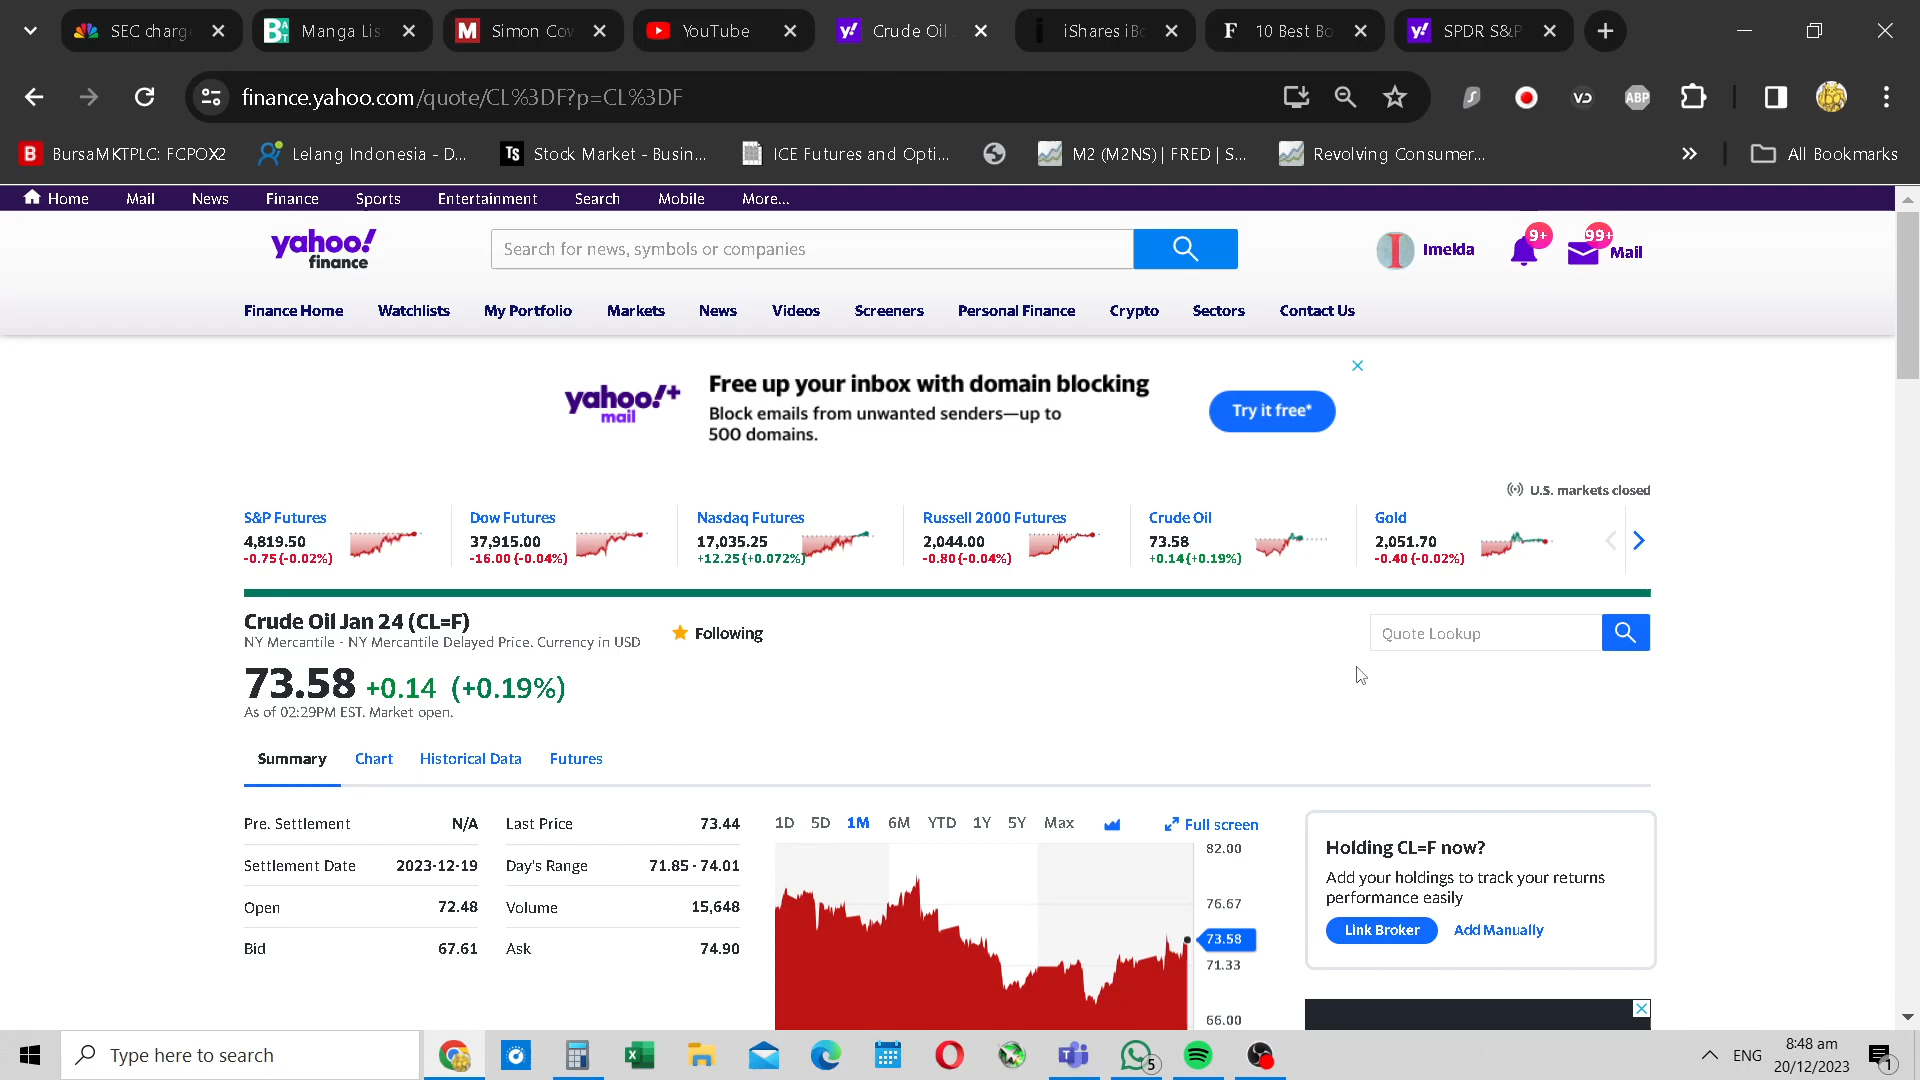 SEC charg
Manga Lis
Simon Cov
YouTube
Crude Oil
iShares iBo
10 Best Bo
SPDR S&P
finance.yahoo.com/quote/CL%3DF?p=CL%3DF
BursaMKTPLC: FCPOX2
Lelang Indonesia - D...
Stock Market - Busin...
ICE Futures and Opti...
M2 (M2NS) | FRED | S...
Revolving Consumer...
All Bookmarks
Home Mail News Finance Sports Entertainment Search Mobile More...
yahoo!
finance
Search for news, symbols or companies
Imelda
9+
99+
Mail
Finance Home Watchlists My Portfolio Markets News Videos Screeners Personal Finance Crypto Sectors Contact Us
yahoo!+
mail
Free up your inbox with domain blocking
Block emails from unwanted senders—up to
500 domains.
Try it free*
U.S. markets closed
S&P Futures
4,819.50
-0.75 (-0.02%)
Dow Futures
37,915.00
-16.00 (-0.04%)
Nasdaq Futures
17,035.25
+12.25 (+0.072%)
Russell 2000 Futures
2,044.00
-0.80 (-0.04%)
Crude Oil
73.58
+0.14 (+0.19%)
Gold
2,051.70
-0.40 (-0.02%)
Crude Oil Jan 24 (CL=F)
NY Mercantile - NY Mercantile Delayed Price. Currency in USD
Following
Quote Lookup
73.58 +0.14 (+0.19%)
As of 02:29PM EST. Market open.
Summary Chart Historical Data Futures
Pre. Settlement N/A
Settlement Date 2023-12-19
Open 72.48
Bid 67.61
Last Price 73.44
Day's Range 71.85 - 74.01
Volume 15,648
Ask 74.90
1D 5D 1M 6M YTD 1Y 5Y Max
Full screen
82.00
76.67
73.58
71.33
66.00
Holding CL=F now?
Add your holdings to track your returns
performance easily
Link Broker
Add Manually
Type here to search
5
ENG
8:48 am
20/12/2023
1